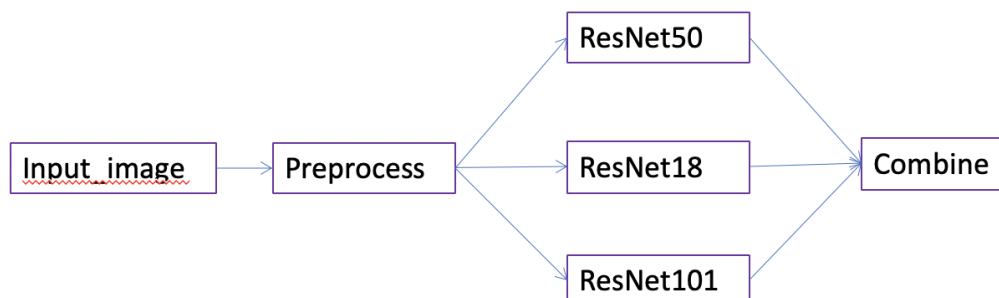 ResNet50
Input_image
Preprocess
ResNet18
Combine
ResNet101